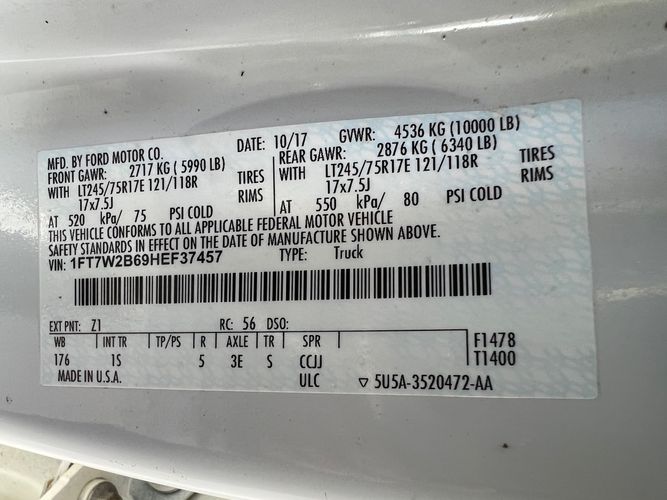 MFD. BY FORD MOTOR CO.
DATE: 10/17 GVWR: 4536 KG (10000 LB)
FRONT GAWR: 2717 KG ( 5990 LB)
REAR GAWR: 2876 KG ( 6340 LB)
WITH LT245/75R17E 121/118R TIRES
WITH LT245/75R17E 121/118R TIRES
17x7.5J RIMS
17x7.5J RIMS
AT 520 kPa/ 75 PSI COLD
AT 550 kPa/ 80 PSI COLD
THIS VEHICLE CONFORMS TO ALL APPLICABLE FEDERAL MOTOR VEHICLE
SAFETY STANDARDS IN EFFECT ON THE DATE OF MANUFACTURE SHOWN ABOVE.
VIN: 1FT7W2B69HEF37457 TYPE: Truck
EXT PNT: Z1 RC: 56 DSO:
WB INT TR TP/PS R AXLE TR SPR F1478
176 1S 5 3E S CCJJ T1400
MADE IN U.S.A. ULC ▽ 5U5A-3520472-AA